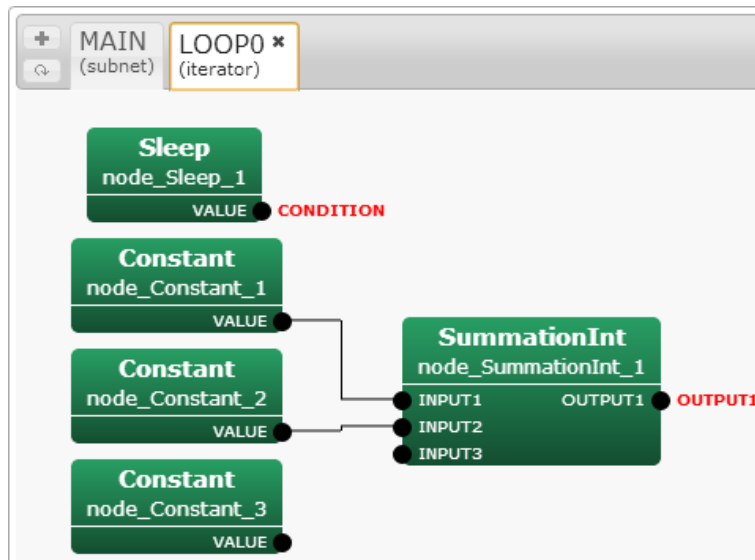 MAIN
(subnet)
LOOP0 ✖
(iterator)
Sleep
node_Sleep_1
VALUE CONDITION
Constant
node_Constant_1
VALUE
Constant
node_Constant_2
VALUE
SummationInt
node_SummationInt_1
INPUT1 OUTPUT1 OUTPUT1
INPUT2
INPUT3
Constant
node_Constant_3
VALUE